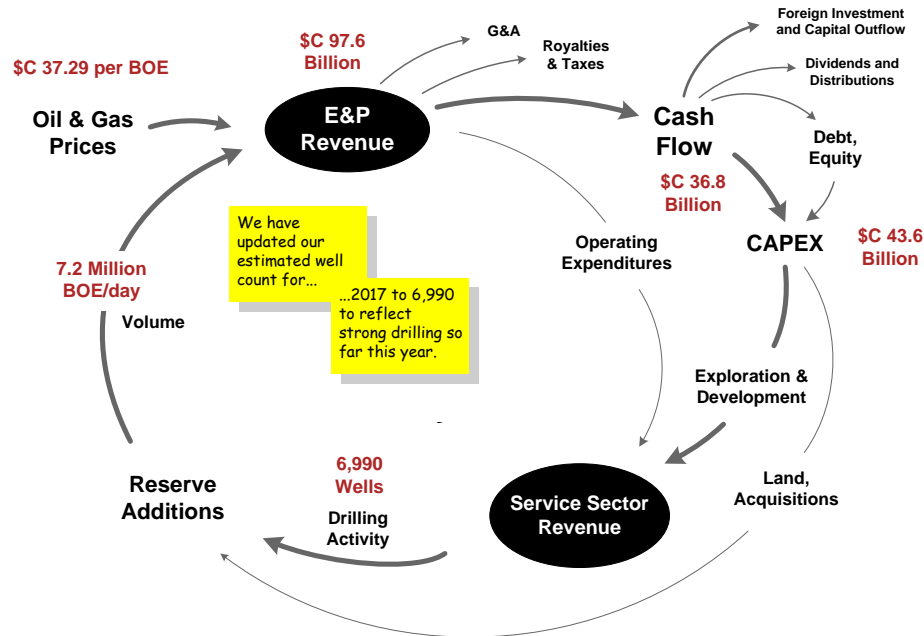 $C 37.29 per BOE
Oil & Gas
Prices
$C 97.6
Billion
E&P
Revenue
G&A
Royalties
& Taxes
Foreign Investment
and Capital Outflow
Dividends and
Distributions
Cash
Flow
Debt,
Equity
$C 36.8
Billion
CAPEX
$C 43.6
Billion
Operating
Expenditures
We have
updated our
estimated well
count for...
...2017 to 6,990
to reflect
strong drilling so
far this year.
7.2 Million
BOE/day
Volume
Exploration &
Development
Land,
Acquisitions
Service Sector
Revenue
6,990
Wells
Drilling
Activity
Reserve
Additions